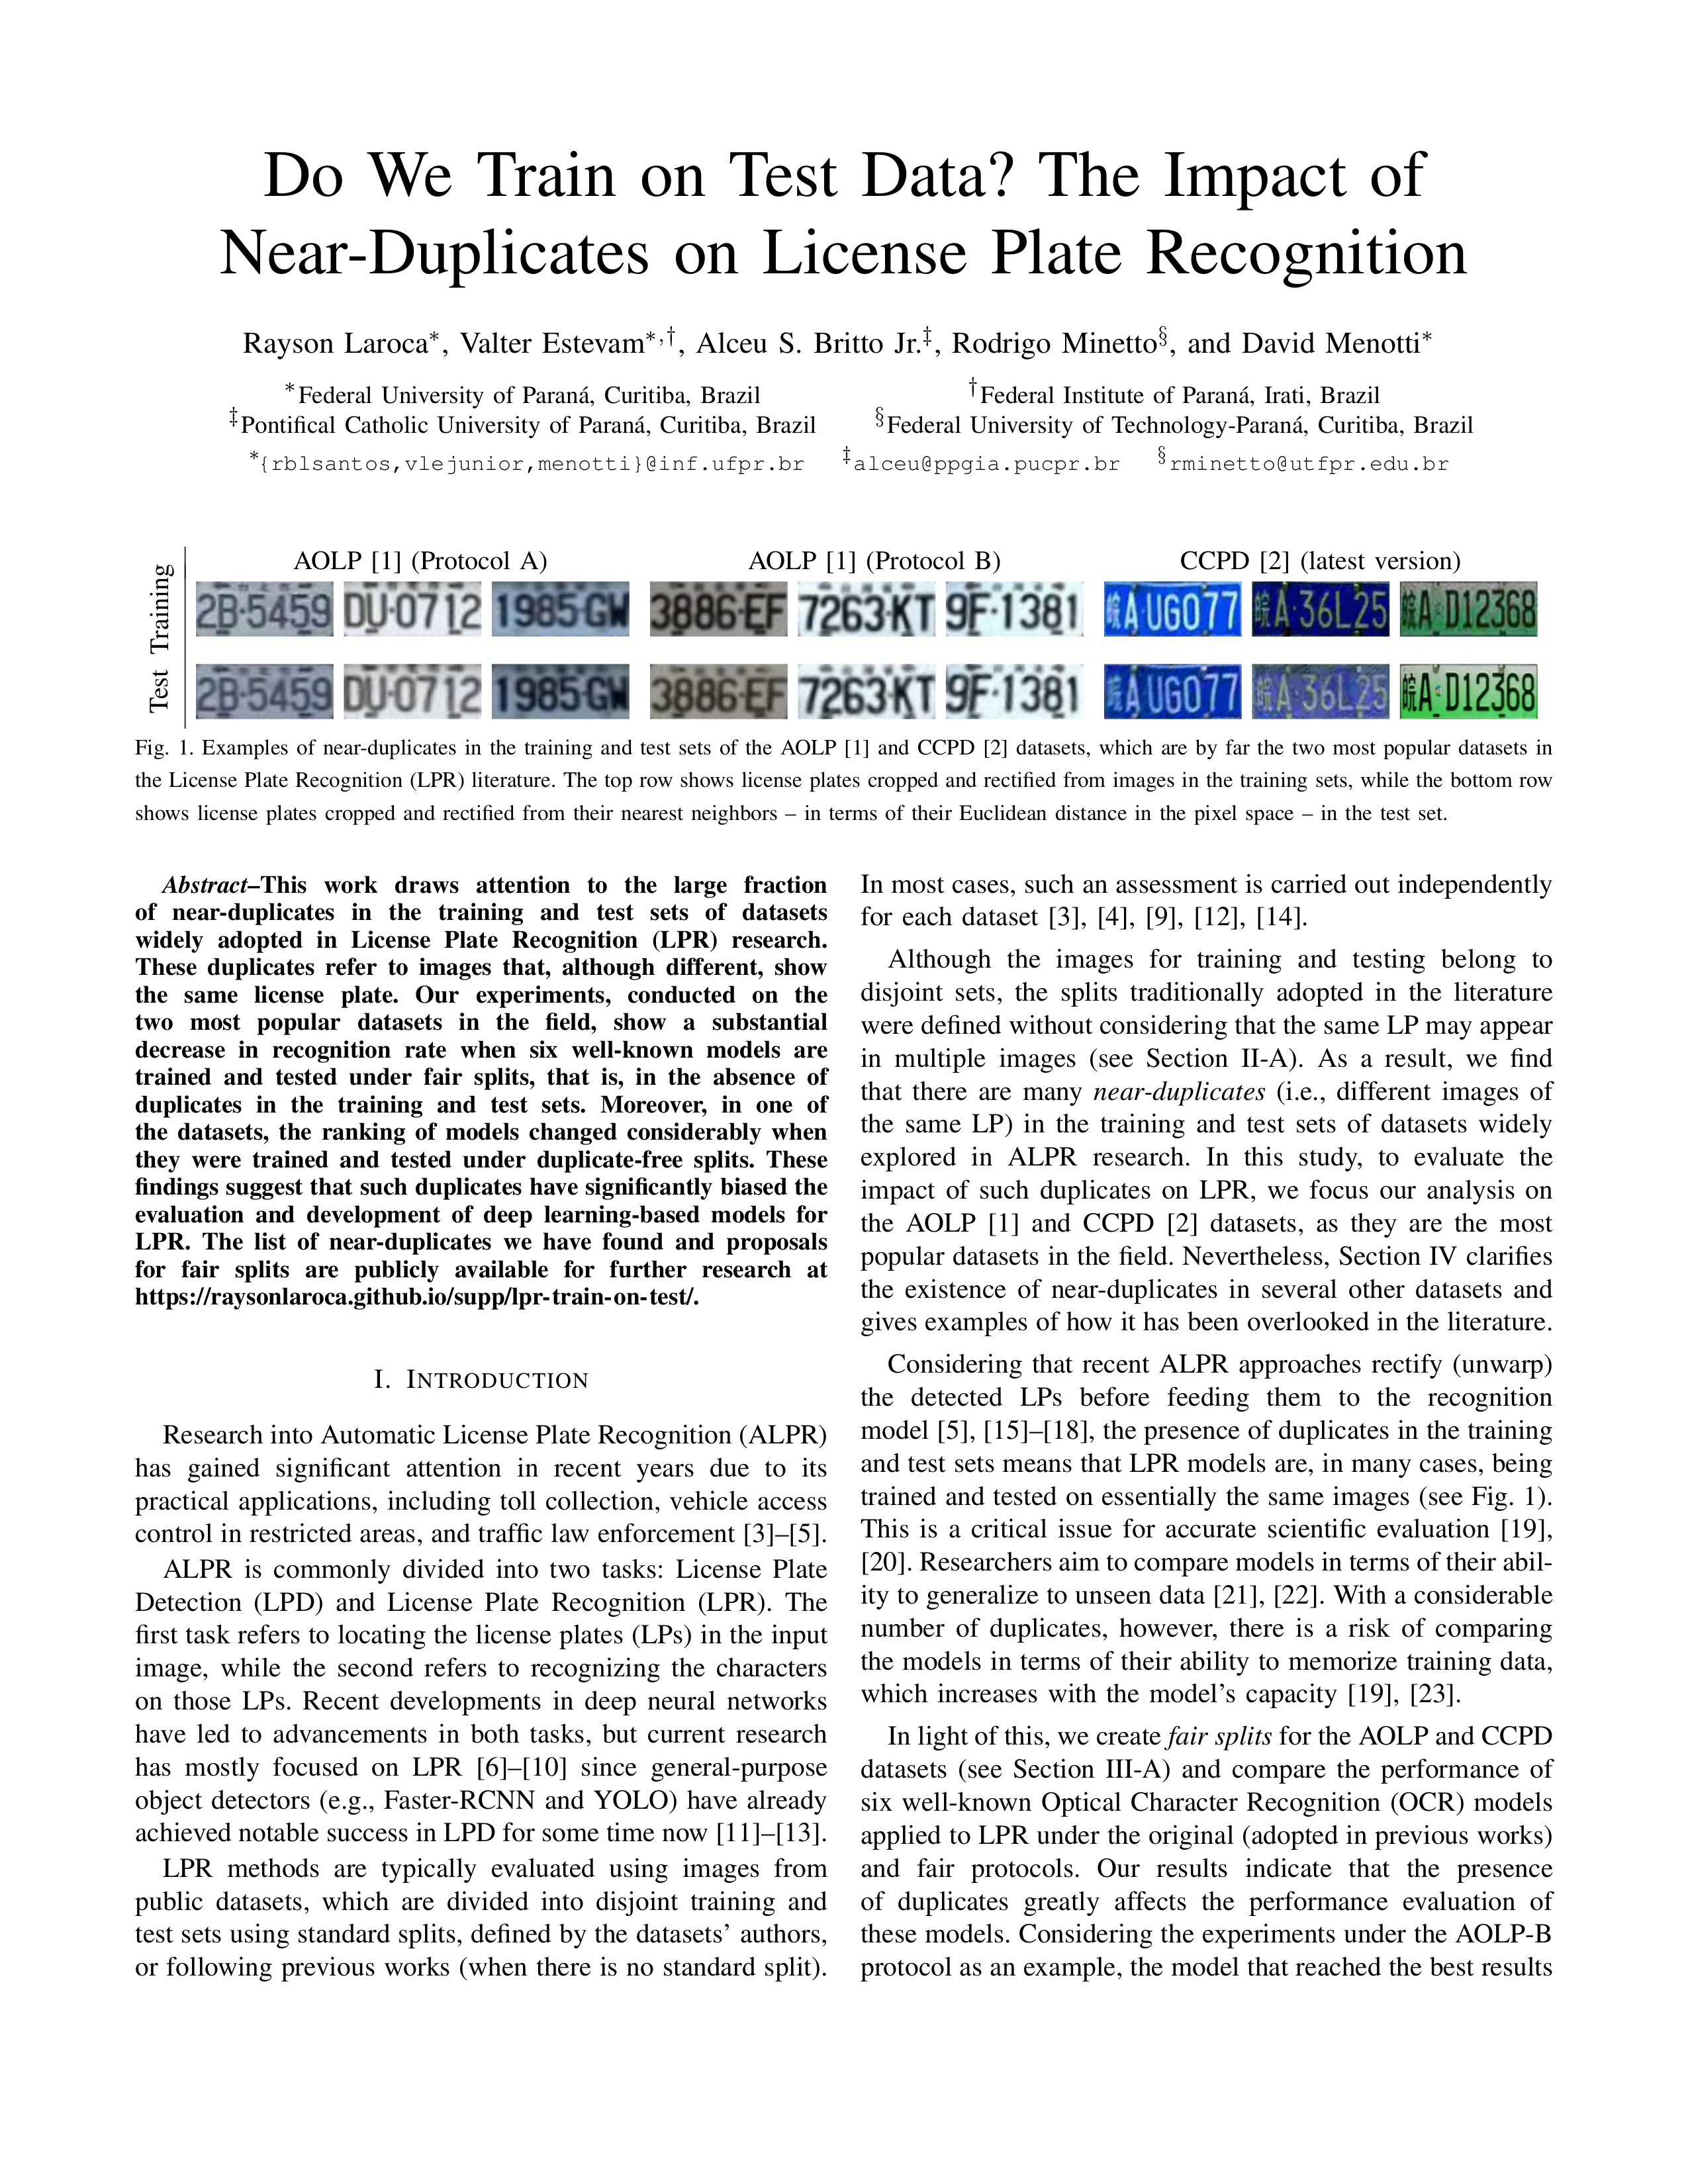 Do We Train on Test Data? The Impact of
Near-Duplicates on License Plate Recognition
Rayson Laroca*, Valter Estevam*,†, Alceu S. Britto Jr.‡, Rodrigo Minetto§, and David Menotti*
*Federal University of Paraná, Curitiba, Brazil †Federal Institute of Paraná, Irati, Brazil
‡Pontifical Catholic University of Paraná, Curitiba, Brazil §Federal University of Technology-Paraná, Curitiba, Brazil
*{rblsantos,vlejunior,menotti}@inf.ufpr.br ‡alceu@ppgia.pucpr.br §rminetto@utfpr.edu.br
AOLP [1] (Protocol A) AOLP [1] (Protocol B) CCPD [2] (latest version)
Training 2B·5459 DU·0712 1985·GW 3886·EF 7263·KT 9F·1381 皖A·UG077 皖A·36L25 皖A·D12368
Test 2B·5459 DU·0712 1985·GW 3886·EF 7263·KT 9F·1381 皖A·UG077 皖A·36L25 皖A·D12368
Fig. 1. Examples of near-duplicates in the training and test sets of the AOLP [1] and CCPD [2] datasets, which are by far the two most popular datasets in
the License Plate Recognition (LPR) literature. The top row shows license plates cropped and rectified from images in the training sets, while the bottom row
shows license plates cropped and rectified from their nearest neighbors – in terms of their Euclidean distance in the pixel space – in the test set.
Abstract–This work draws attention to the large fraction
of near-duplicates in the training and test sets of datasets
widely adopted in License Plate Recognition (LPR) research.
These duplicates refer to images that, although different, show
the same license plate. Our experiments, conducted on the
two most popular datasets in the field, show a substantial
decrease in recognition rate when six well-known models are
trained and tested under fair splits, that is, in the absence of
duplicates in the training and test sets. Moreover, in one of
the datasets, the ranking of models changed considerably when
they were trained and tested under duplicate-free splits. These
findings suggest that such duplicates have significantly biased the
evaluation and development of deep learning-based models for
LPR. The list of near-duplicates we have found and proposals
for fair splits are publicly available for further research at
https://raysonlaroca.github.io/supp/lpr-train-on-test/.
I. INTRODUCTION
Research into Automatic License Plate Recognition (ALPR)
has gained significant attention in recent years due to its
practical applications, including toll collection, vehicle access
control in restricted areas, and traffic law enforcement [3]–[5].
ALPR is commonly divided into two tasks: License Plate
Detection (LPD) and License Plate Recognition (LPR). The
first task refers to locating the license plates (LPs) in the input
image, while the second refers to recognizing the characters
on those LPs. Recent developments in deep neural networks
have led to advancements in both tasks, but current research
has mostly focused on LPR [6]–[10] since general-purpose
object detectors (e.g., Faster-RCNN and YOLO) have already
achieved notable success in LPD for some time now [11]–[13].
LPR methods are typically evaluated using images from
public datasets, which are divided into disjoint training and
test sets using standard splits, defined by the datasets' authors,
or following previous works (when there is no standard split).
In most cases, such an assessment is carried out independently
for each dataset [3], [4], [9], [12], [14].
Although the images for training and testing belong to
disjoint sets, the splits traditionally adopted in the literature
were defined without considering that the same LP may appear
in multiple images (see Section II-A). As a result, we find
that there are many near-duplicates (i.e., different images of
the same LP) in the training and test sets of datasets widely
explored in ALPR research. In this study, to evaluate the
impact of such duplicates on LPR, we focus our analysis on
the AOLP [1] and CCPD [2] datasets, as they are the most
popular datasets in the field. Nevertheless, Section IV clarifies
the existence of near-duplicates in several other datasets and
gives examples of how it has been overlooked in the literature.
Considering that recent ALPR approaches rectify (unwarp)
the detected LPs before feeding them to the recognition
model [5], [15]–[18], the presence of duplicates in the training
and test sets means that LPR models are, in many cases, being
trained and tested on essentially the same images (see Fig. 1).
This is a critical issue for accurate scientific evaluation [19],
[20]. Researchers aim to compare models in terms of their abil-
ity to generalize to unseen data [21], [22]. With a considerable
number of duplicates, however, there is a risk of comparing
the models in terms of their ability to memorize training data,
which increases with the model's capacity [19], [23].
In light of this, we create fair splits for the AOLP and CCPD
datasets (see Section III-A) and compare the performance of
six well-known Optical Character Recognition (OCR) models
applied to LPR under the original (adopted in previous works)
and fair protocols. Our results indicate that the presence
of duplicates greatly affects the performance evaluation of
these models. Considering the experiments under the AOLP-B
protocol as an example, the model that reached the best results